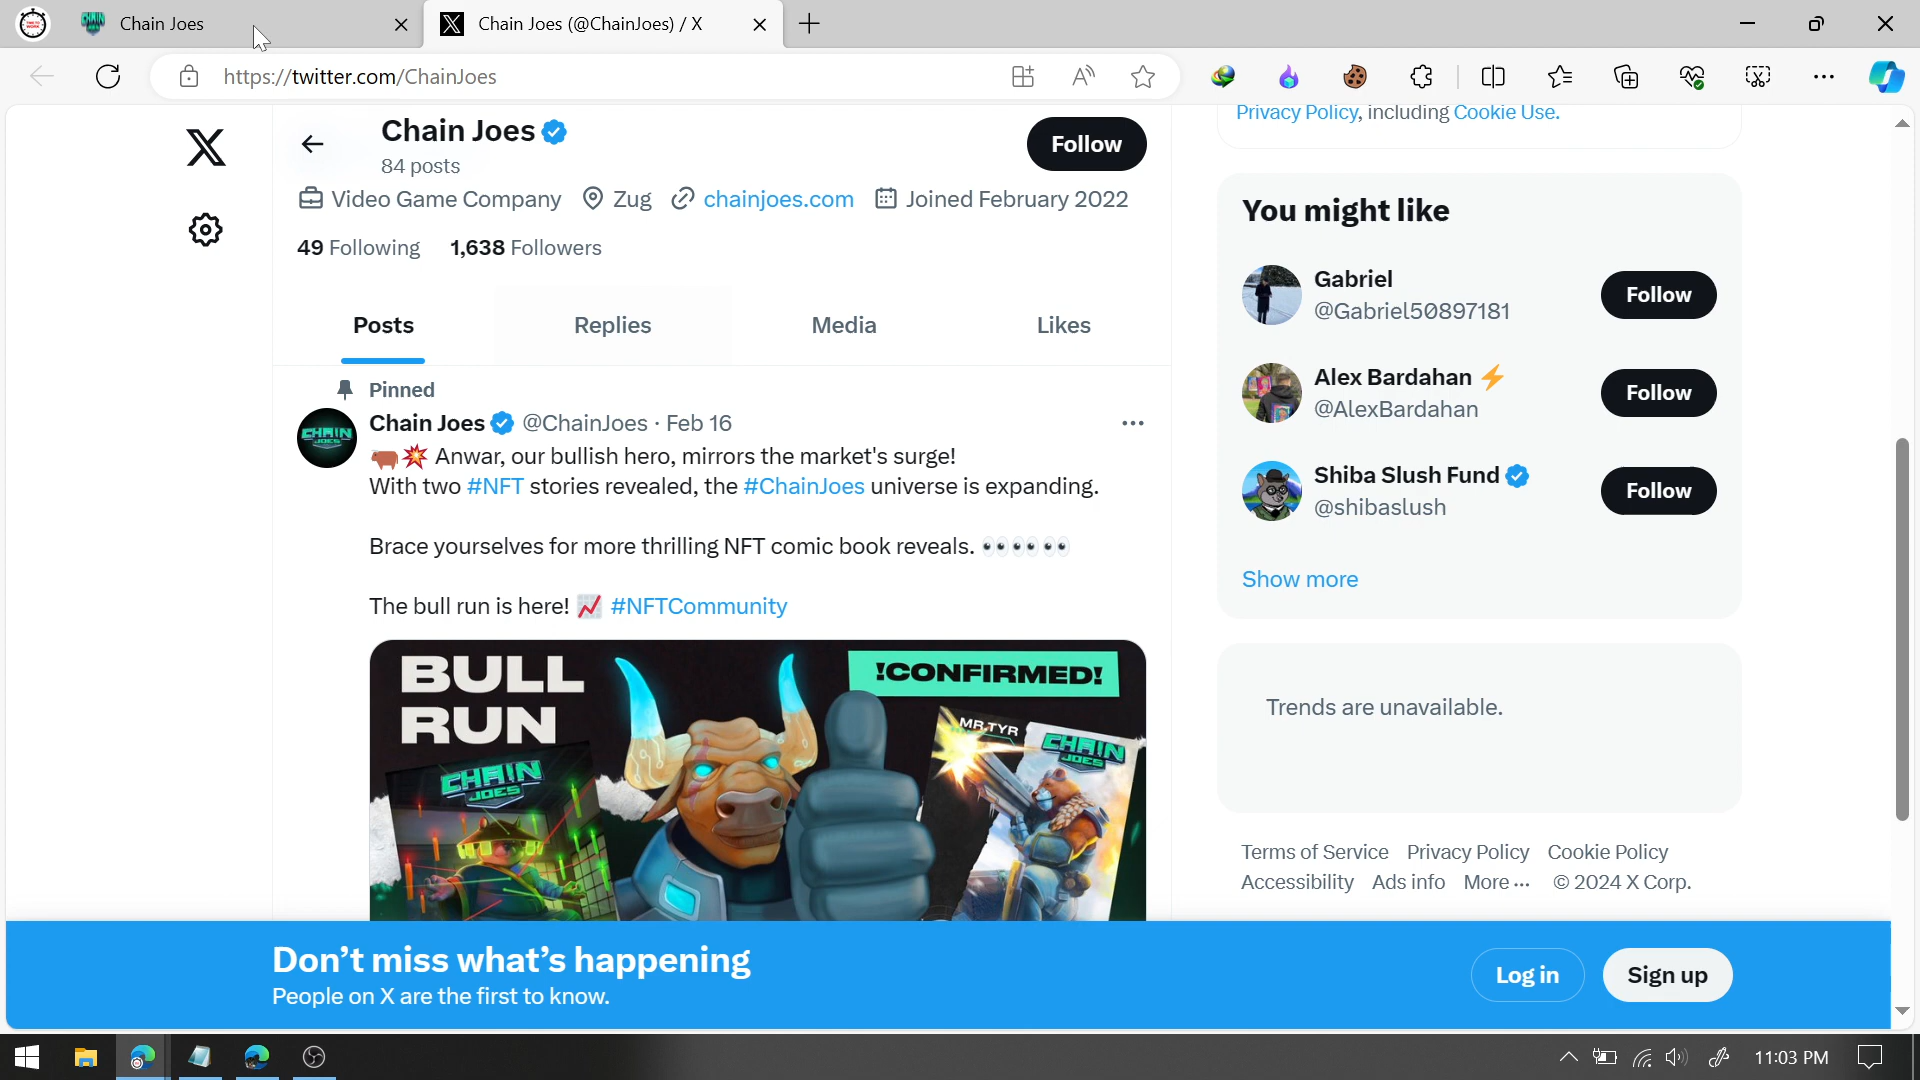 Chain Joes
Chain Joes (@ChainJoes) / X
https://twitter.com/ChainJoes
Chain Joes
84 posts
Follow
Video Game Company
Zug
chainjoes.com
Joined February 2022
49 Following
1,638 Followers
Posts
Replies
Media
Likes
Pinned
Chain Joes @ChainJoes · Feb 16
Anwar, our bullish hero, mirrors the market's surge!
With two #NFT stories revealed, the #ChainJoes universe is expanding.
Brace yourselves for more thrilling NFT comic book reveals.
The bull run is here! #NFTCommunity
CHAIN
JOES
BULL
RUN
!CONFIRMED!
CHAIN
JOES
MR.TYR
CHAIN
JOES
Privacy Policy, including Cookie Use.
You might like
Gabriel
@Gabriel50897181
Follow
Alex Bardahan
@AlexBardahan
Follow
Shiba Slush Fund
@shibaslush
Follow
Show more
Trends are unavailable.
Terms of Service Privacy Policy Cookie Policy
Accessibility Ads info More ··· © 2024 X Corp.
Don’t miss what’s happening
People on X are the first to know.
Log in
Sign up
11:03 PM